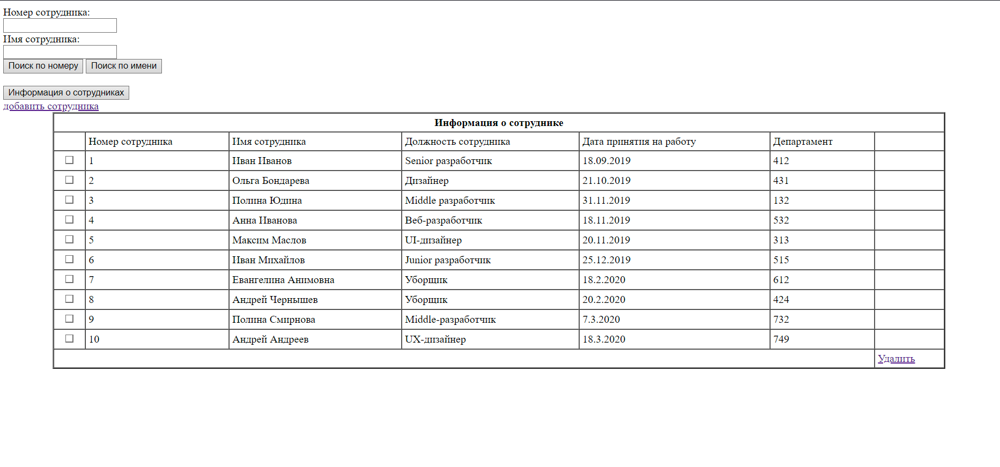 Номер сотрудника:
Имя сотрудника:
Поиск по номеру Поиск по имени
Информация о сотрудниках
добавить сотрудника
Информация о сотруднике
Номер сотрудника Имя сотрудника Должность сотрудника Дата принятия на работу Департамент
1 Иван Иванов Senior разработчик 18.09.2019 412
2 Ольга Бондарева Дизайнер 21.10.2019 431
3 Полина Юдина Middle разработчик 31.11.2019 132
4 Анна Иванова Веб-разработчик 18.11.2019 532
5 Максим Маслов UI-дизайнер 20.11.2019 313
6 Иван Михайлов Junior разработчик 25.12.2019 515
7 Евангелина Анимовна Уборщик 18.2.2020 612
8 Андрей Чернышев Уборщик 20.2.2020 424
9 Полина Смирнова Middle-разработчик 7.3.2020 732
10 Андрей Андреев UX-дизайнер 18.3.2020 749
Удалить